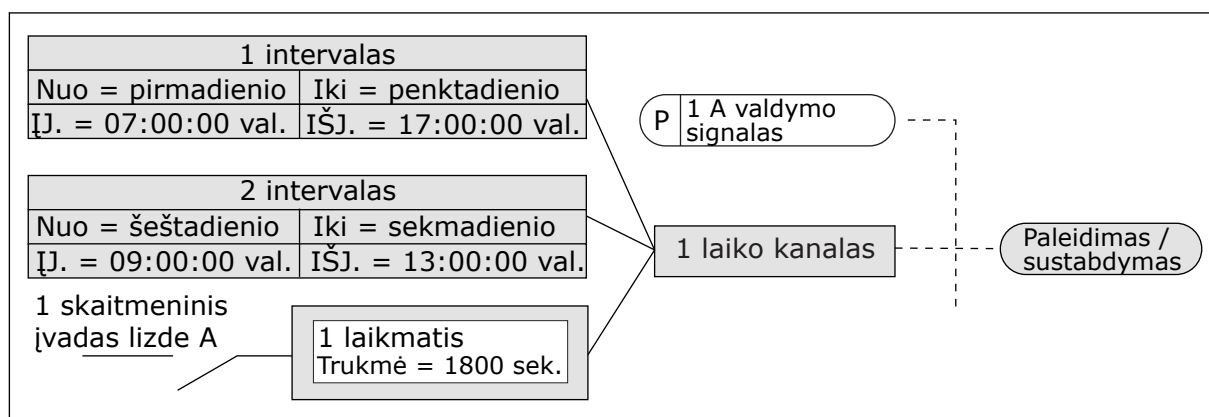 1 intervalas
Nuo = pirmadienio Iki = penktadienio
ĮJ. = 07:00:00 val. IŠJ. = 17:00:00 val.
P 1 A valdymo
signalas
2 intervalas
Nuo = šeštadienio Iki = sekmadienio
ĮJ. = 09:00:00 val. IŠJ. = 13:00:00 val.
1 laiko kanalas
Paleidimas /
sustabdymas
1 skaitmeninis
įvadas lizde A
1 laikmatis
Trukmė = 1800 sek.